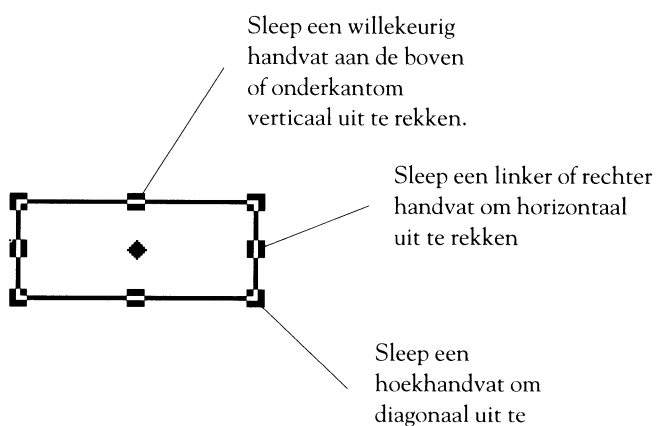 Sleep een willekeurig
handvat aan de boven
of onderkantom
verticaal uit te rekken.
Sleep een linker of rechter
handvat om horizontaal
uit te rekken
Sleep een
hoekhandvat om
diagonaal uit te